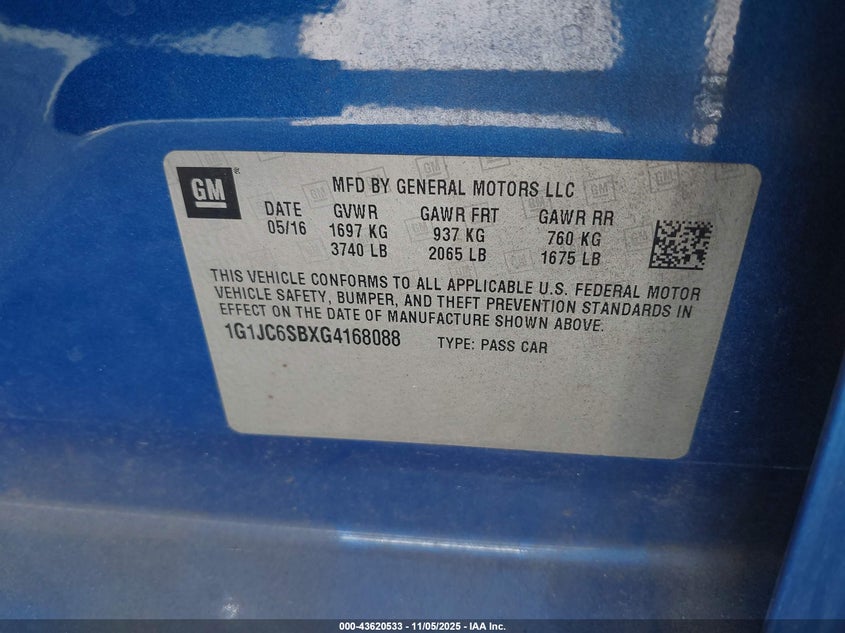 GM®
MFD BY GENERAL MOTORS LLC
DATE GVWR GAWR FRT GAWR RR
05/16 1697 KG 937 KG 760 KG
3740 LB 2065 LB 1675 LB
THIS VEHICLE CONFORMS TO ALL APPLICABLE U.S. FEDERAL MOTOR
VEHICLE SAFETY, BUMPER, AND THEFT PREVENTION STANDARDS IN
EFFECT ON THE DATE OF MANUFACTURE SHOWN ABOVE.
1G1JC6SBXG4168088 TYPE: PASS CAR
000-43620533 - 11/05/2025 - IAA Inc.